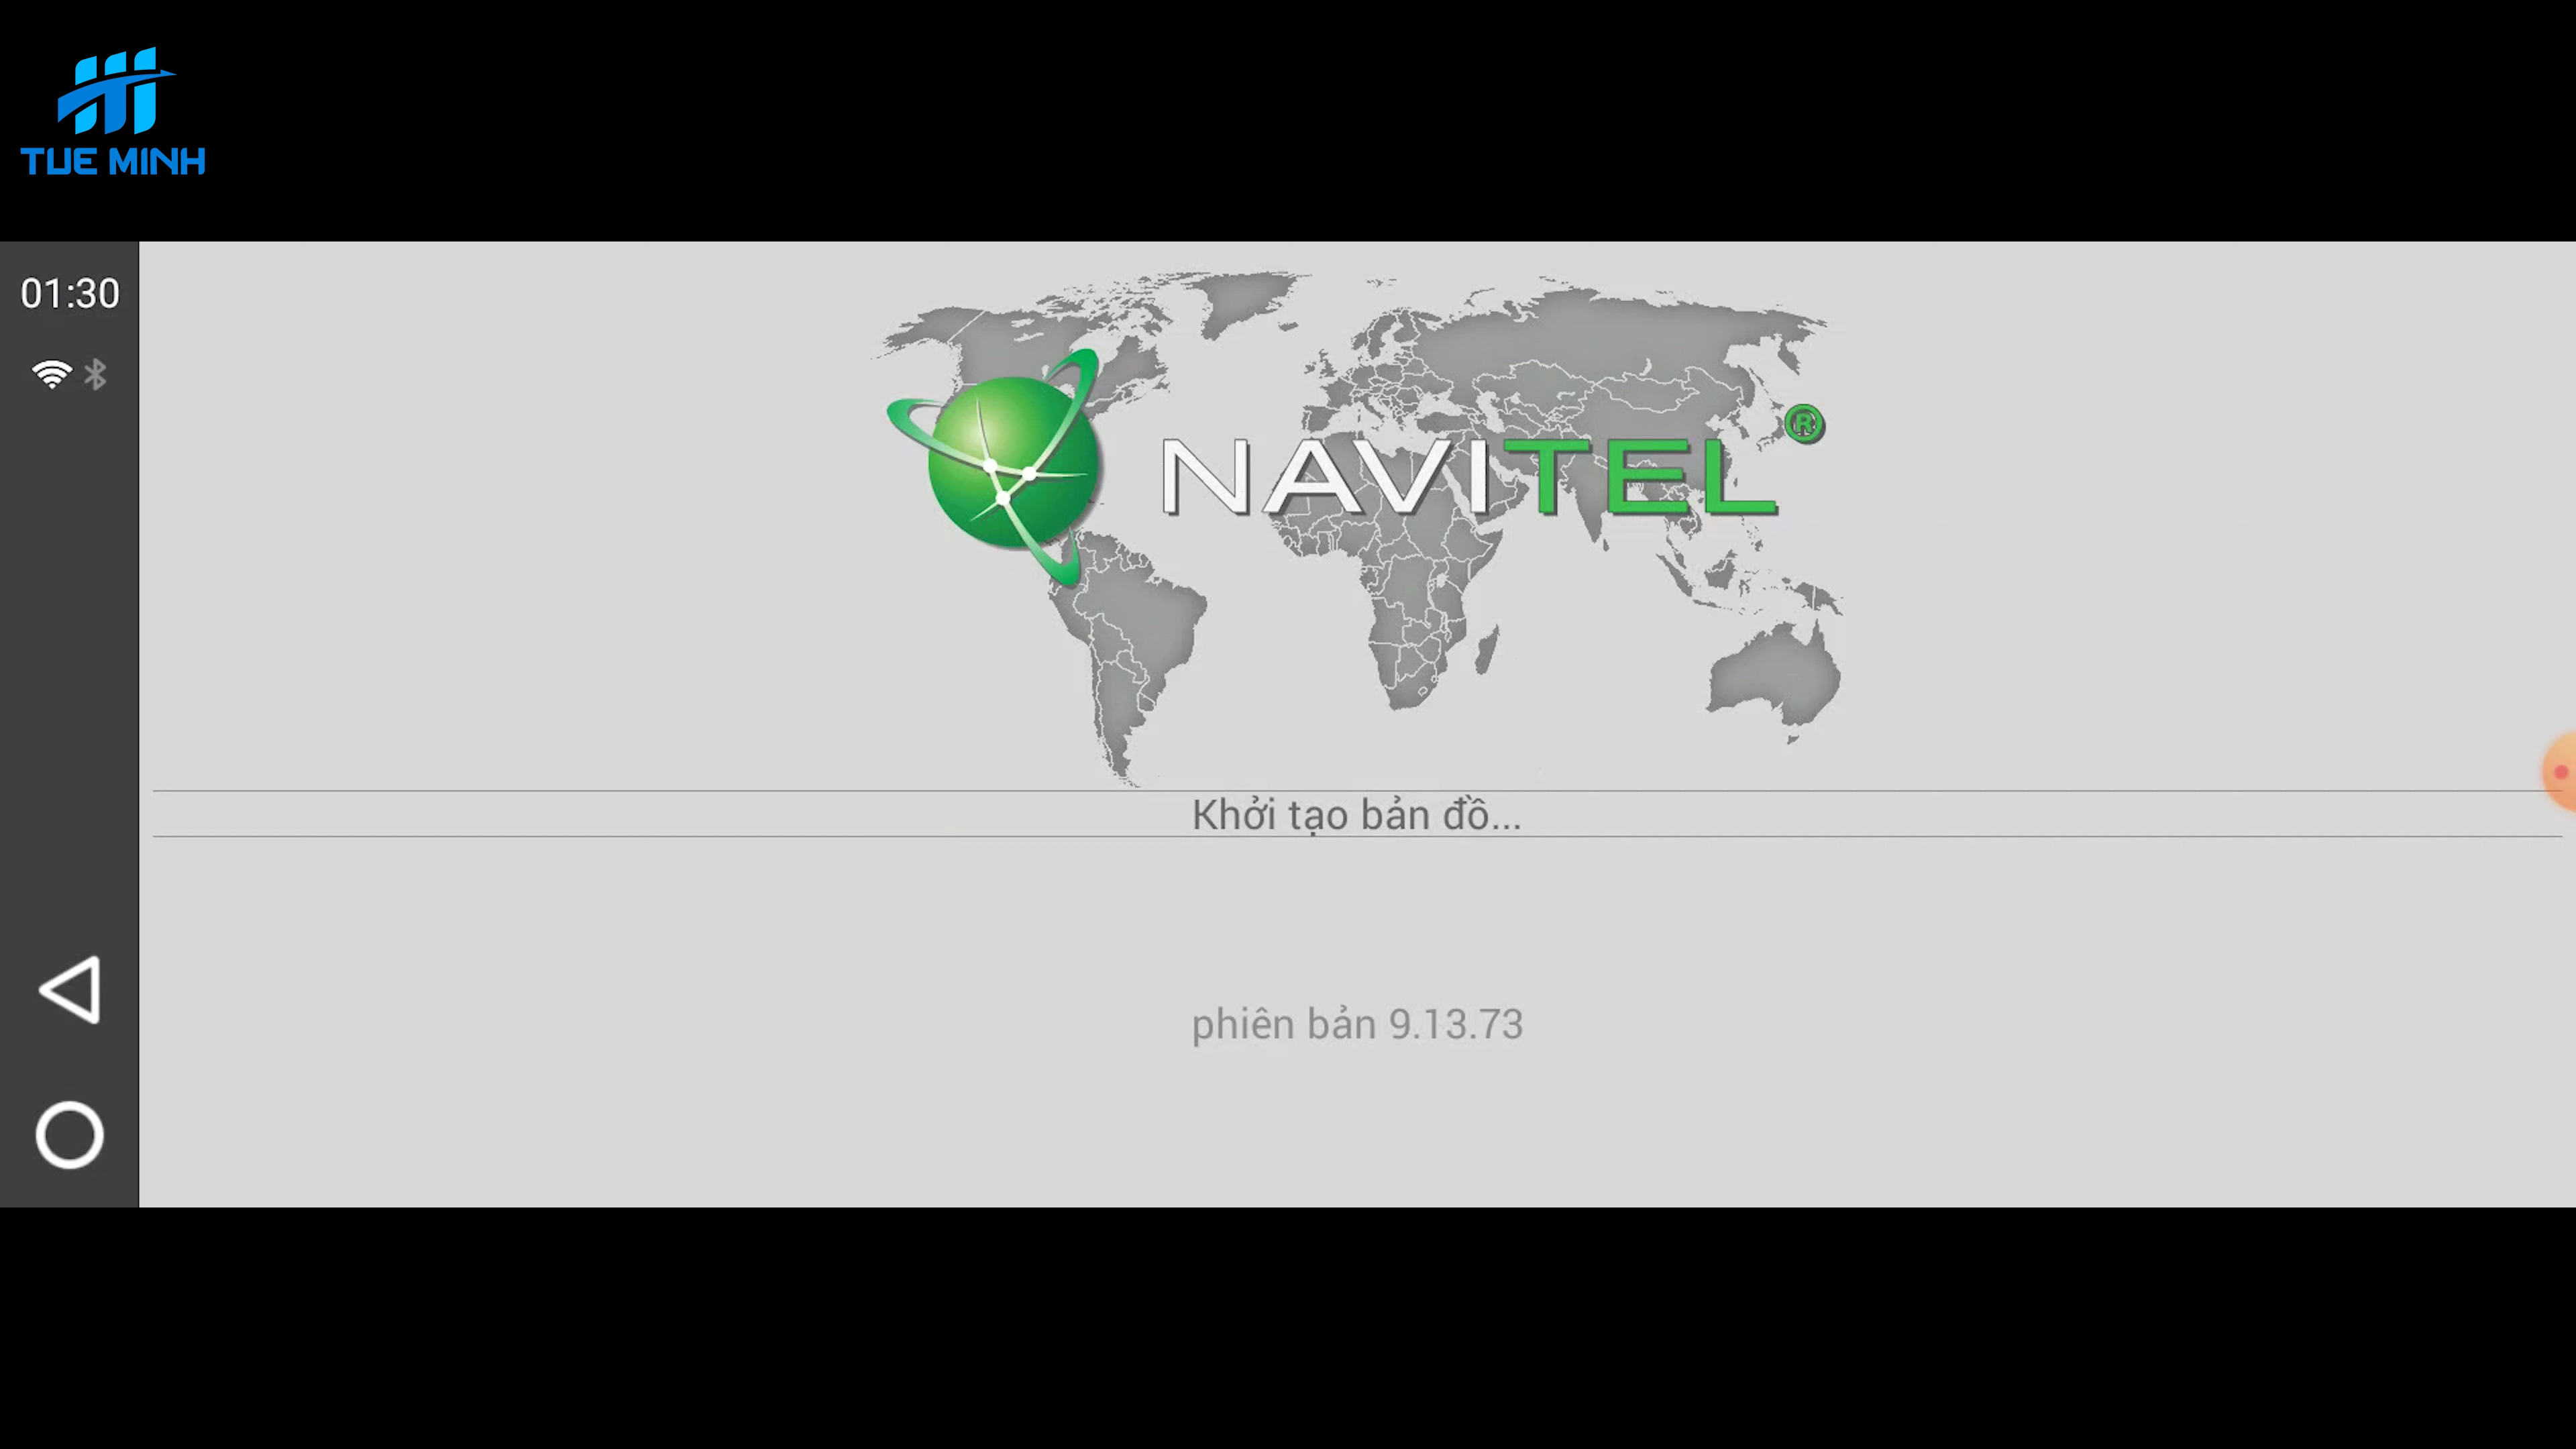 TUE MINH
01:30
NAVITEL®
Khởi tạo bản đồ...
phiên bản 9.13.73